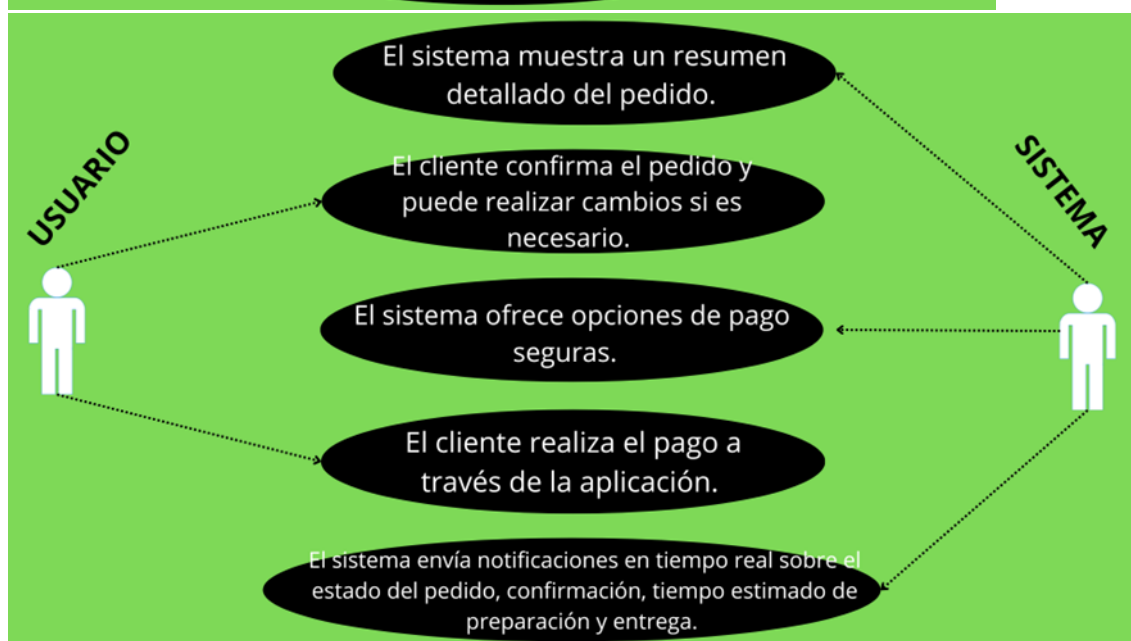 El sistema muestra un resumen
detallado del pedido.
USUARIO
SISTEMA
El cliente confirma el pedido y
puede realizar cambios si es
necesario.
El sistema ofrece opciones de pago
seguras.
El cliente realiza el pago a
través de la aplicación.
El sistema envía notificaciones en tiempo real sobre el
estado del pedido, confirmación, tiempo estimado de
preparación y entrega.